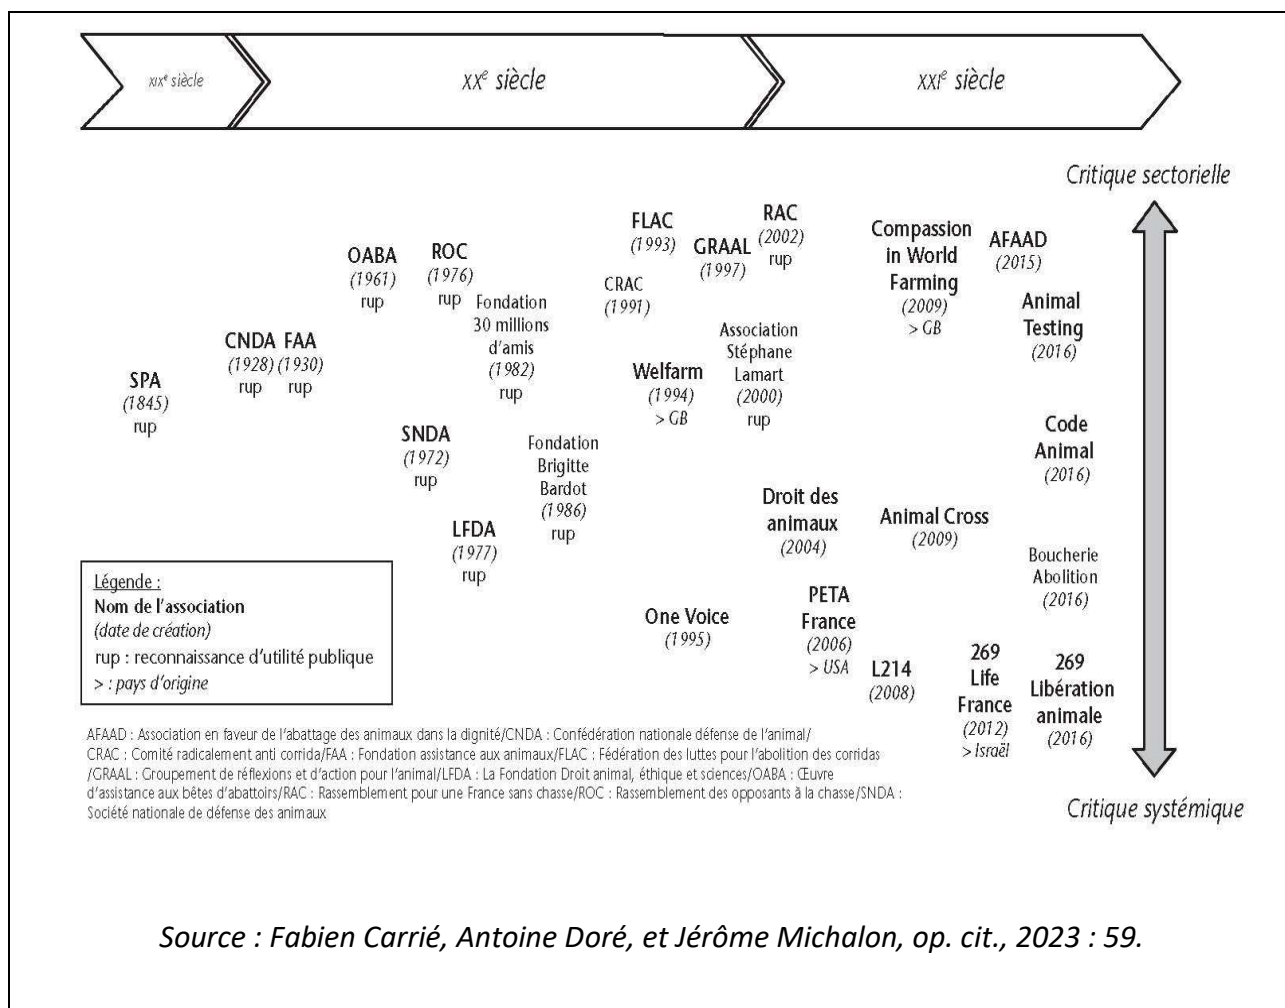 XIXe siècle
XXe siècle
XXIe siècle
Critique sectorielle
SPA
(1845)
rup
CNDA
(1928)
rup
FAA
(1930)
rup
OABA
(1961)
rup
ROC
(1976)
rup
Fondation
30 millions
d'amis
(1982)
rup
SNDA
(1972)
rup
LFDA
(1977)
rup
Fondation
Brigitte
Bardot
(1986)
rup
FLAC
(1993)
CRAC
(1991)
GRAAL
(1997)
RAC
(2002)
rup
Welfarm
(1994)
> GB
Association
Stéphane
Lamart
(2000)
rup
One Voice
(1995)
Droit des
animaux
(2004)
PETA
France
(2006)
> USA
Compassion
in World
Farming
(2009)
> GB
AFAAD
(2015)
Animal
Testing
(2016)
Code
Animal
(2016)
Animal Cross
(2009)
Boucherie
Abolition
(2016)
L214
(2008)
269
Life
France
(2012)
> Israël
269
Libération
animale
(2016)
Critique systémique
Légende :
Nom de l'association
(date de création)
rup : reconnaissance d'utilité publique
> : pays d'origine
AFAAD : Association en faveur de l'abattage des animaux dans la dignité/CNDA : Confédération nationale défense de l'animal/
CRAC : Comité radicalement anti corrida/FAA : Fondation assistance aux animaux/FLAC : Fédération des luttes pour l'abolition des corridas
/GRAAL : Groupement de réflexions et d'action pour l'animal/LFDA : La Fondation Droit animal, éthique et sciences/OABA : Œuvre
d'assistance aux bêtes d'abattoirs/RAC : Rassemblement pour une France sans chasse/ROC : Rassemblement des opposants à la chasse/SNDA :
Société nationale de défense des animaux
Source : Fabien Carrié, Antoine Doré, et Jérôme Michalon, op. cit., 2023 : 59.